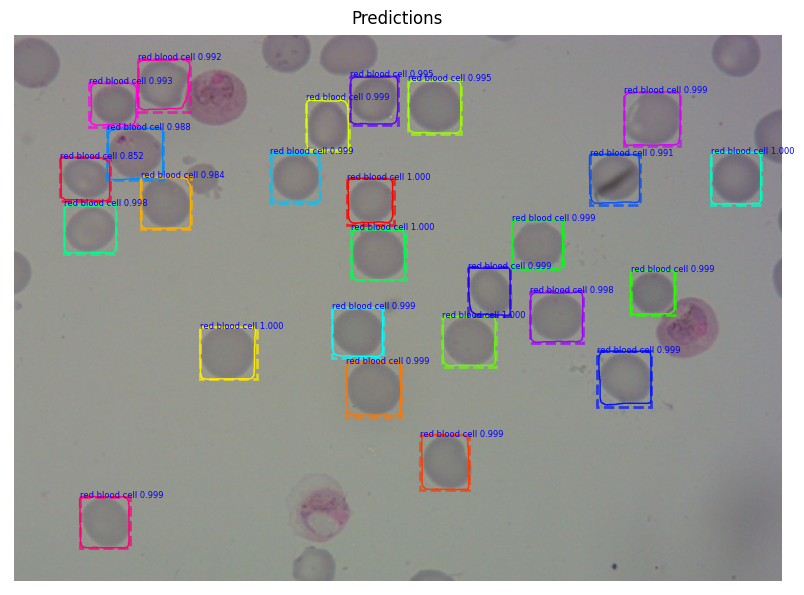 Predictions
red blood cell 0.992
red blood cell 0.993
red blood cell 0.995
red blood cell 0.995
red blood cell 0.999
red blood cell 0.999
red blood cell 0.988
red blood cell 0.852
red blood cell 0.999
red blood cell 0.991
red blood cell 1.000
red blood cell 0.984
red blood cell 1.000
red blood cell 0.998
red blood cell 0.999
red blood cell 1.000
red blood cell 0.999
red blood cell 0.999
red blood cell 0.998
red blood cell 0.999
red blood cell 1.000
red blood cell 1.000
red blood cell 0.999
red blood cell 0.999
red blood cell 0.999
red blood cell 0.999